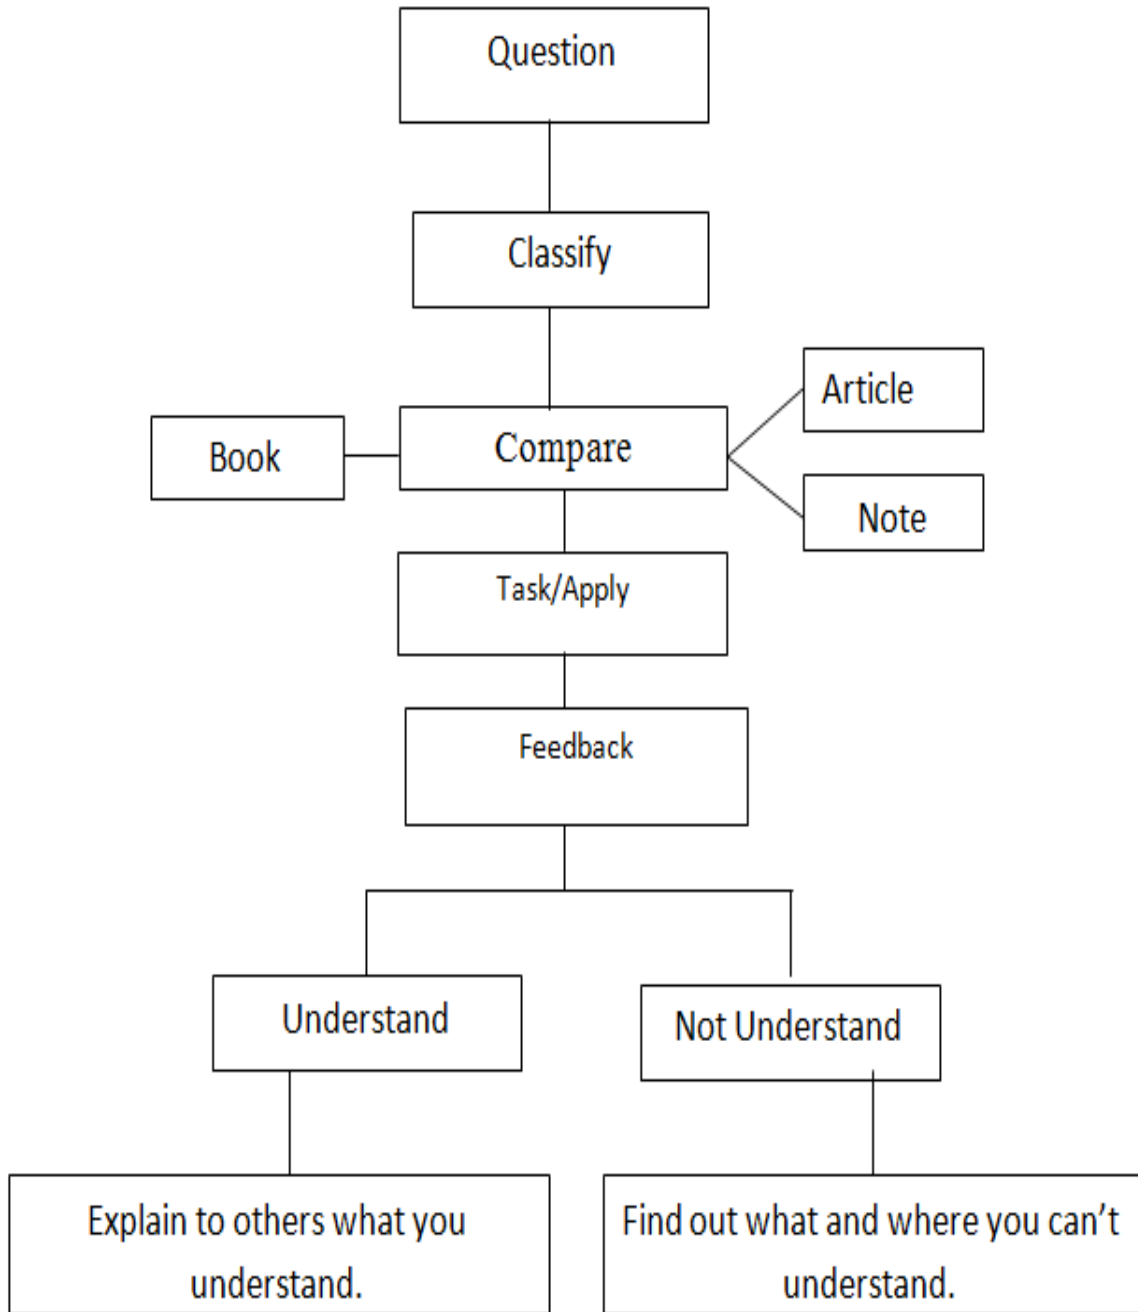 Question
Classify
Article
Book
Compare
Note
Task/Apply
Feedback
Understand
Not Understand
Explain to others what you
understand.
Find out what and where you can’t
understand.